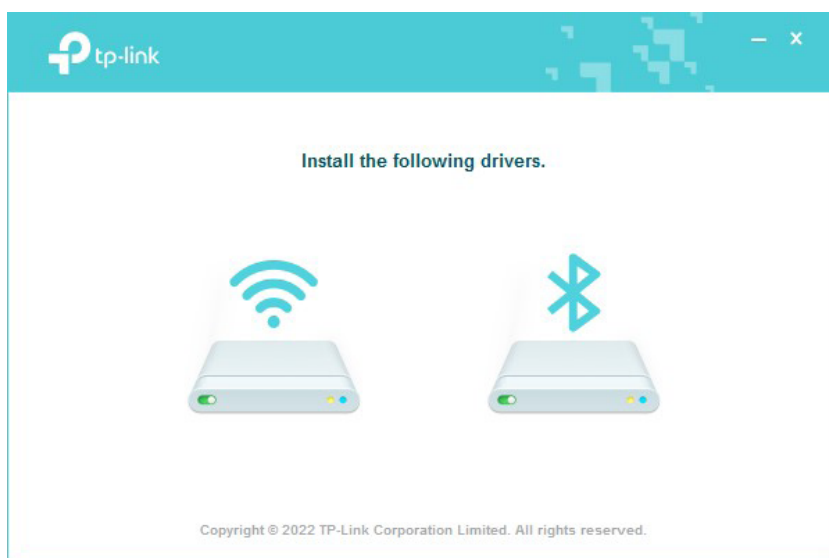 tp-link
Install the following drivers.
Copyright © 2022 TP-Link Corporation Limited. All rights reserved.